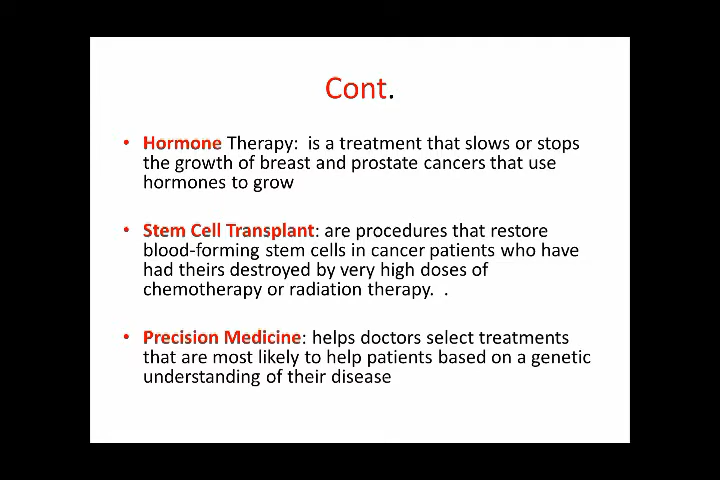 Cont.
• Hormone Therapy: is a treatment that slows or stops
the growth of breast and prostate cancers that use
hormones to grow
• Stem Cell Transplant: are procedures that restore
blood-forming stem cells in cancer patients who have
had theirs destroyed by very high doses of
chemotherapy or radiation therapy. .
• Precision Medicine: helps doctors select treatments
that are most likely to help patients based on a genetic
understanding of their disease